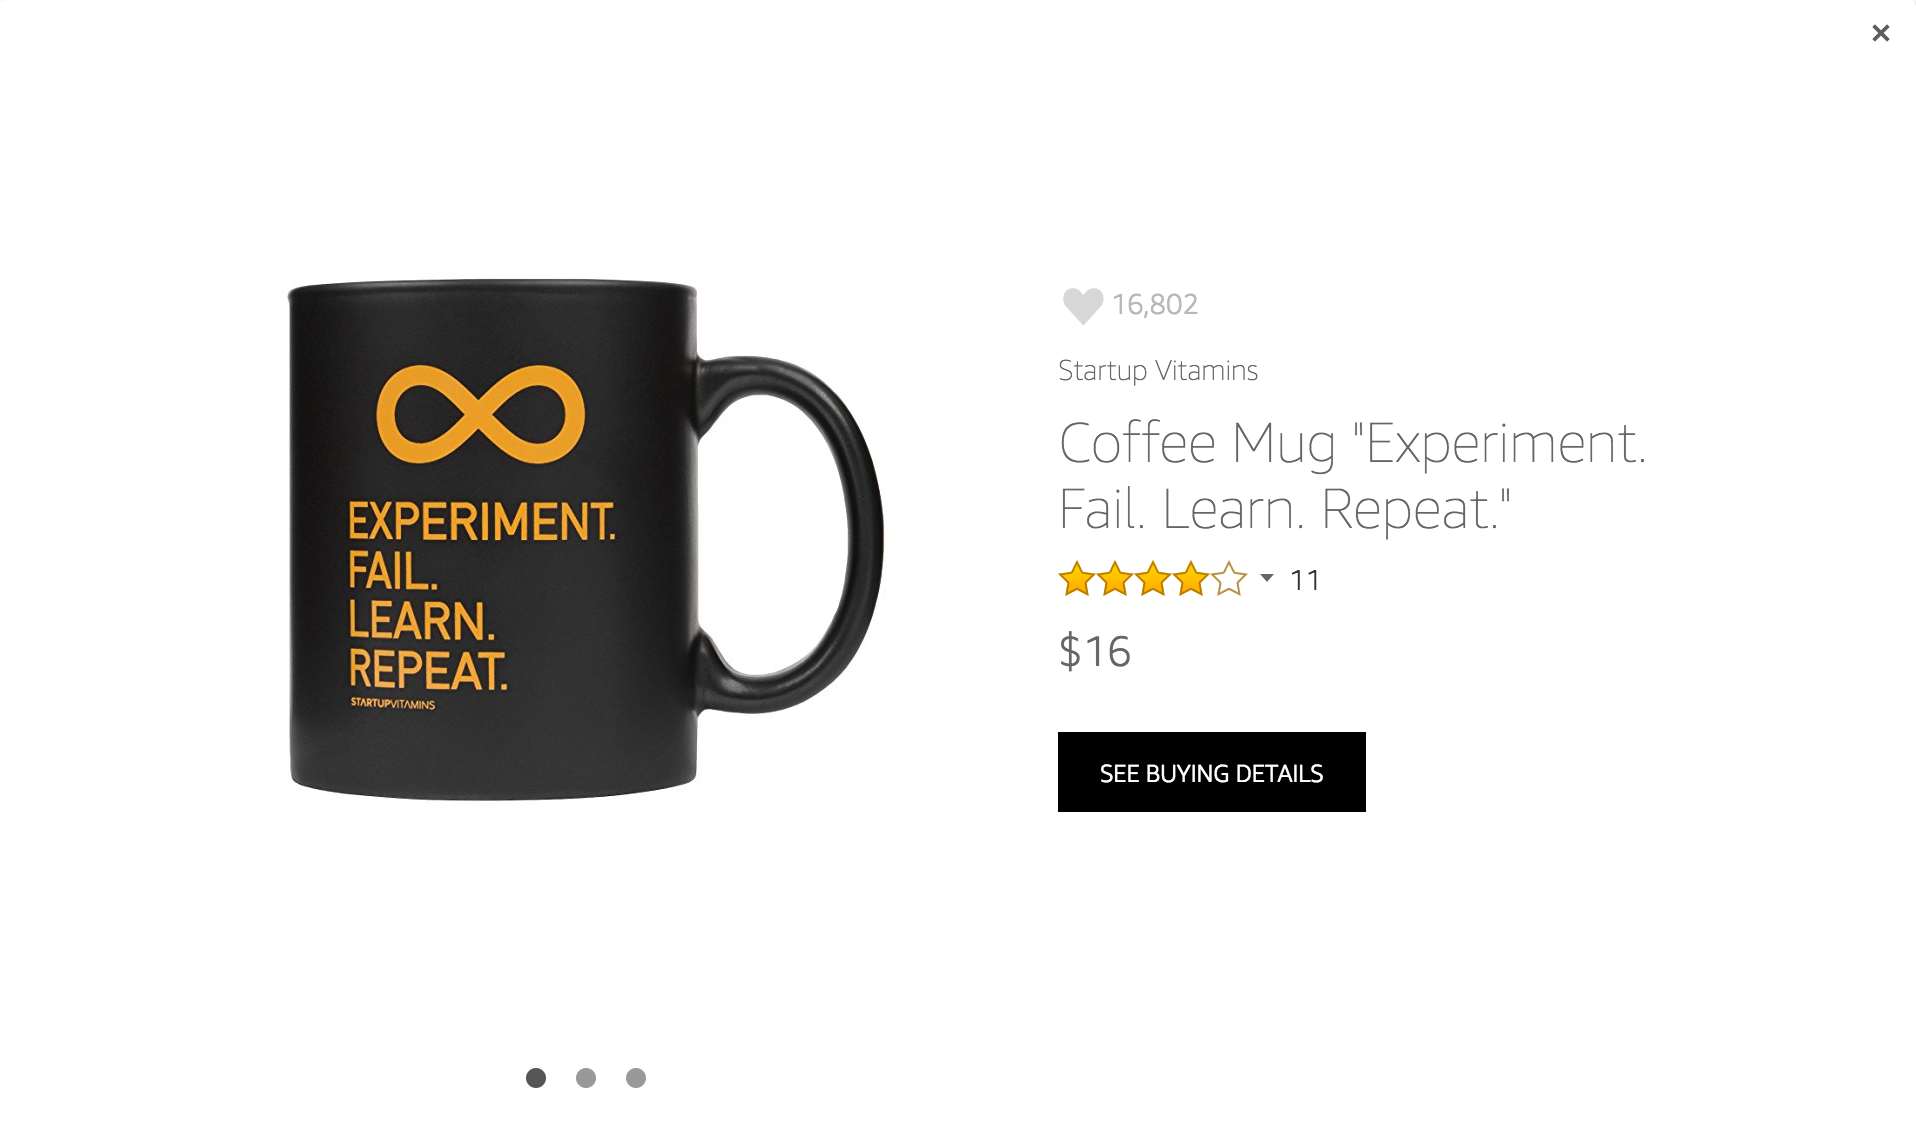 ∞
EXPERIMENT.
FAIL.
LEARN.
REPEAT.
STARTUPVITAMINS
16,802
Startup Vitamins
Coffee Mug "Experiment.
Fail. Learn. Repeat."
11
$16
SEE BUYING DETAILS